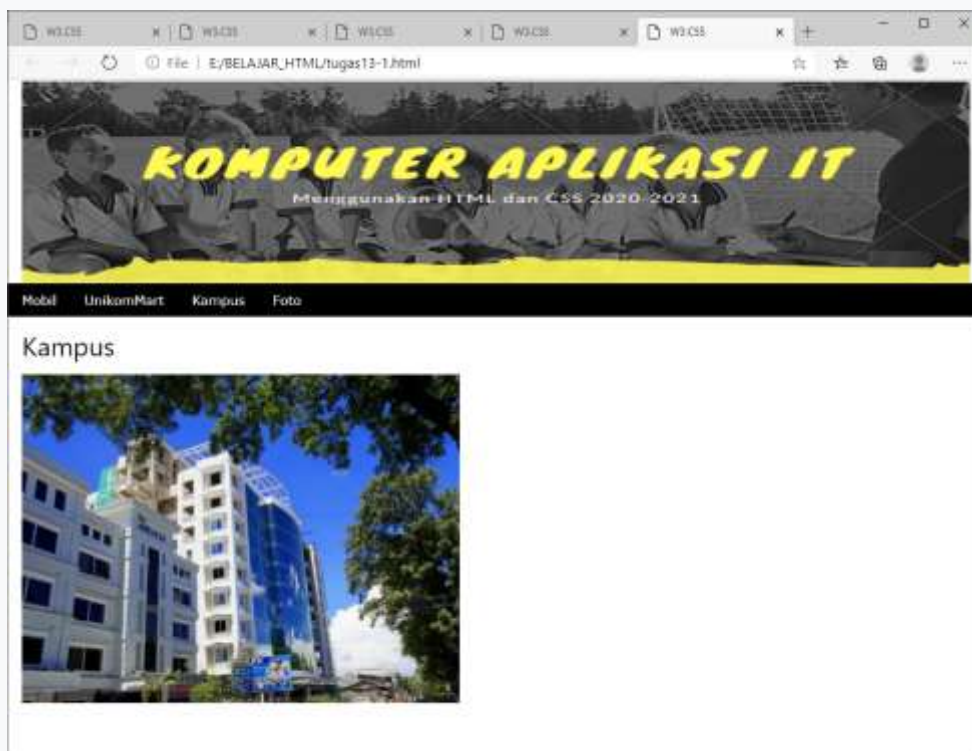 W3.CSS W3.CSS W3.CSS W3.CSS W3.CSS
File | E:/BELAJAR_HTML/tugas13-1.html
KOMPUTER APLIKASI IT
Menggunakan HTML dan CSS 2020-2021
Mobil UnikomMart Kampus Foto
Kampus